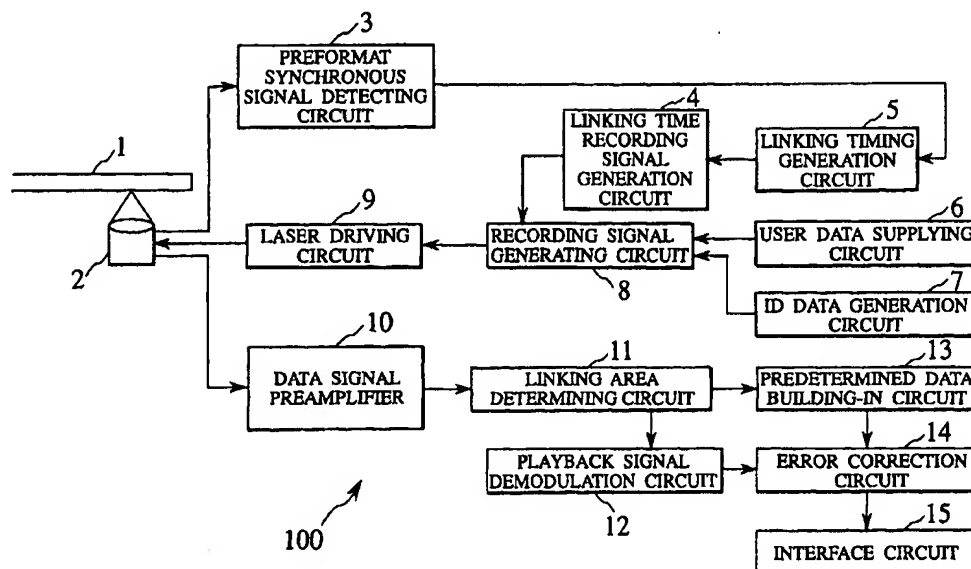 3
PREFORMAT
SYNCHRONOUS
SIGNAL DETECTING
CIRCUIT
4
LINKING TIME
RECORDING
SIGNAL
GENERATION
CIRCUIT
5
LINKING TIMING
GENERATION
CIRCUIT
1
2
9
LASER DRIVING
CIRCUIT
RECORDING SIGNAL
GENERATING CIRCUIT
8
6
USER DATA SUPPLYING
CIRCUIT
7
ID DATA GENERATION
CIRCUIT
10
DATA SIGNAL
PREAMPLIFIER
11
LINKING AREA
DETERMINING CIRCUIT
13
PREDETERMINED DATA
BUILDING-IN CIRCUIT
PLAYBACK SIGNAL
DEMODULATION CIRCUIT
12
14
ERROR CORRECTION
CIRCUIT
15
INTERFACE CIRCUIT
100